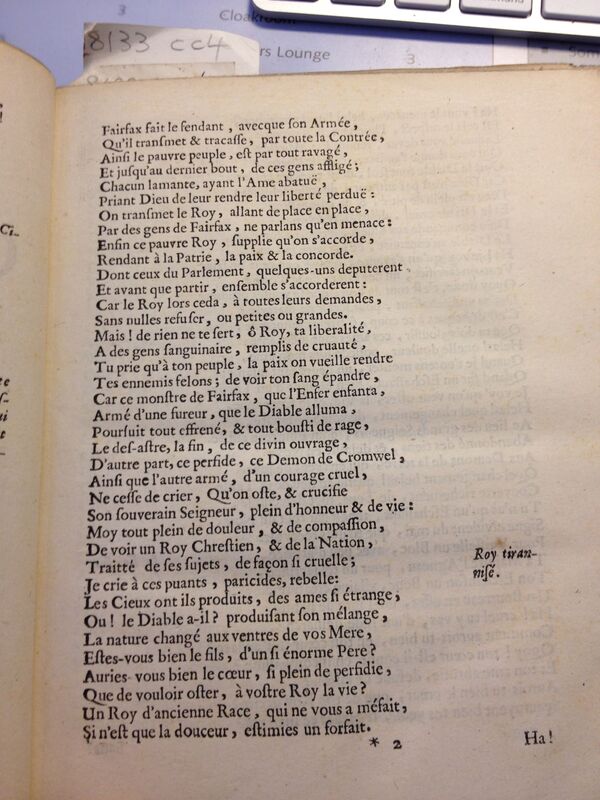 3
Cloakroom
8133 cc4
rs Lounge
3
Fairfax fait le fendant, avecque ſon Armée,
Qu'il tranſmet & tracaſſe, par toute la Contrée,
Ainſi le pauvre peuple, eſt par tout ravagé,
Et juſqu'au dernier bout, de ces gens affligé;
Chacun lamante, ayant l'Ame abatuë,
Priant Dieu de leur rendre leur liberté perduë:
On tranſmet le Roy, allant de place en place,
Par des gens de Fairfax, ne parlans qu'en menace:
Enfin ce pauvre Roy, ſupplie qu'on s'accorde,
Rendant à la Patrie, la paix & la concorde.
Dont ceux du Parlement, quelques-uns deputerent
Et avant que partir, enſemble s'accorderent:
Car le Roy lors ceda, à toutes leurs demandes,
Sans nulles refuſer, ou petites ou grandes.
Mais! de rien ne te ſert, ô Roy, ta liberalité,
A des gens ſanguinaire, remplis de cruauté,
Tu prie qu'à ton peuple, la paix on vueille rendre
Tes ennemis felons; de voir ton ſang épandre,
Car ce monſtre de Fairfax, que l'Enfer enfanta,
Armé d'une fureur, que le Diable alluma,
Pourſuit tout effrené, & tout bouffi de rage,
Le deſ-aſtre, la fin, de ce divin ouvrage,
D'autre part, ce perfide, ce Demon de Cromwel,
Ainſi que l'autre armé, d'un courage cruel,
Ne ceſſe de crier, Qu'on oſte, & crucifie
Son ſouverain Seigneur, plein d'honneur & de vie:
Moy tout plein de douleur, & de compaſſion,
De voir un Roy Chreſtien, & de la Nation,
Traitté de ſes ſujets, de façon ſi cruelle;
Je crie à ces puants, paricides, rebelle:
Les Cieux ont ils produits, des ames ſi étrange,
Ou! le Diable a-il? produiſant ſon mélange,
La nature changé aux ventres de vos Mere,
Eſtes-vous bien le fils, d'un ſi énorme Pere?
Auries-vous bien le cœur, ſi plein de perfidie,
Que de vouloir oſter, à voſtre Roy la vie?
Un Roy d'ancienne Race, qui ne vous a méfait,
Si n'eſt que la douceur, eſtimies un forfait.
Roy tiran-
niſé.
* 2
Ha!
Ci-